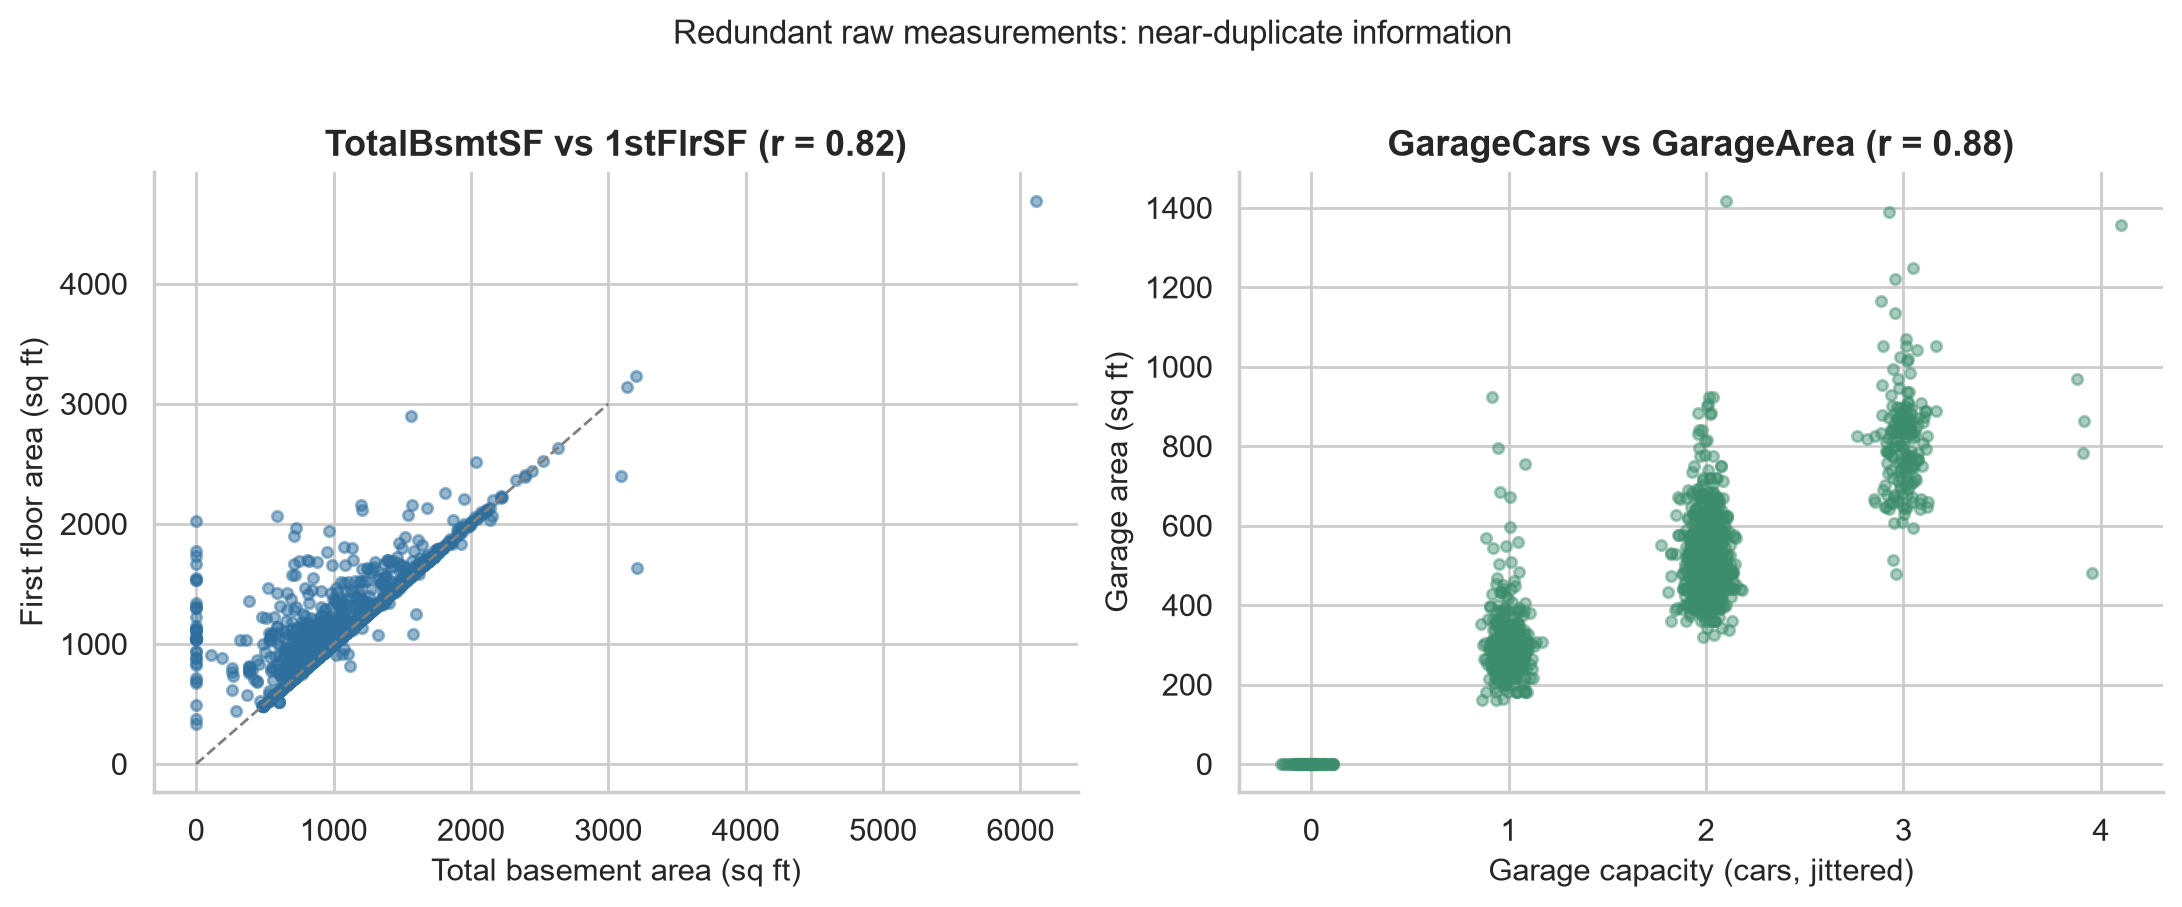 Redundant raw measurements: near-duplicate information
TotalBsmtSF vs 1stFlrSF (r = 0.82)
First floor area (sq ft)
4000
3000
2000
1000
0
0 1000 2000 3000 4000 5000 6000
Total basement area (sq ft)
GarageCars vs GarageArea (r = 0.88)
Garage area (sq ft)
1400
1200
1000
800
600
400
200
0
0 1 2 3 4
Garage capacity (cars, jittered)